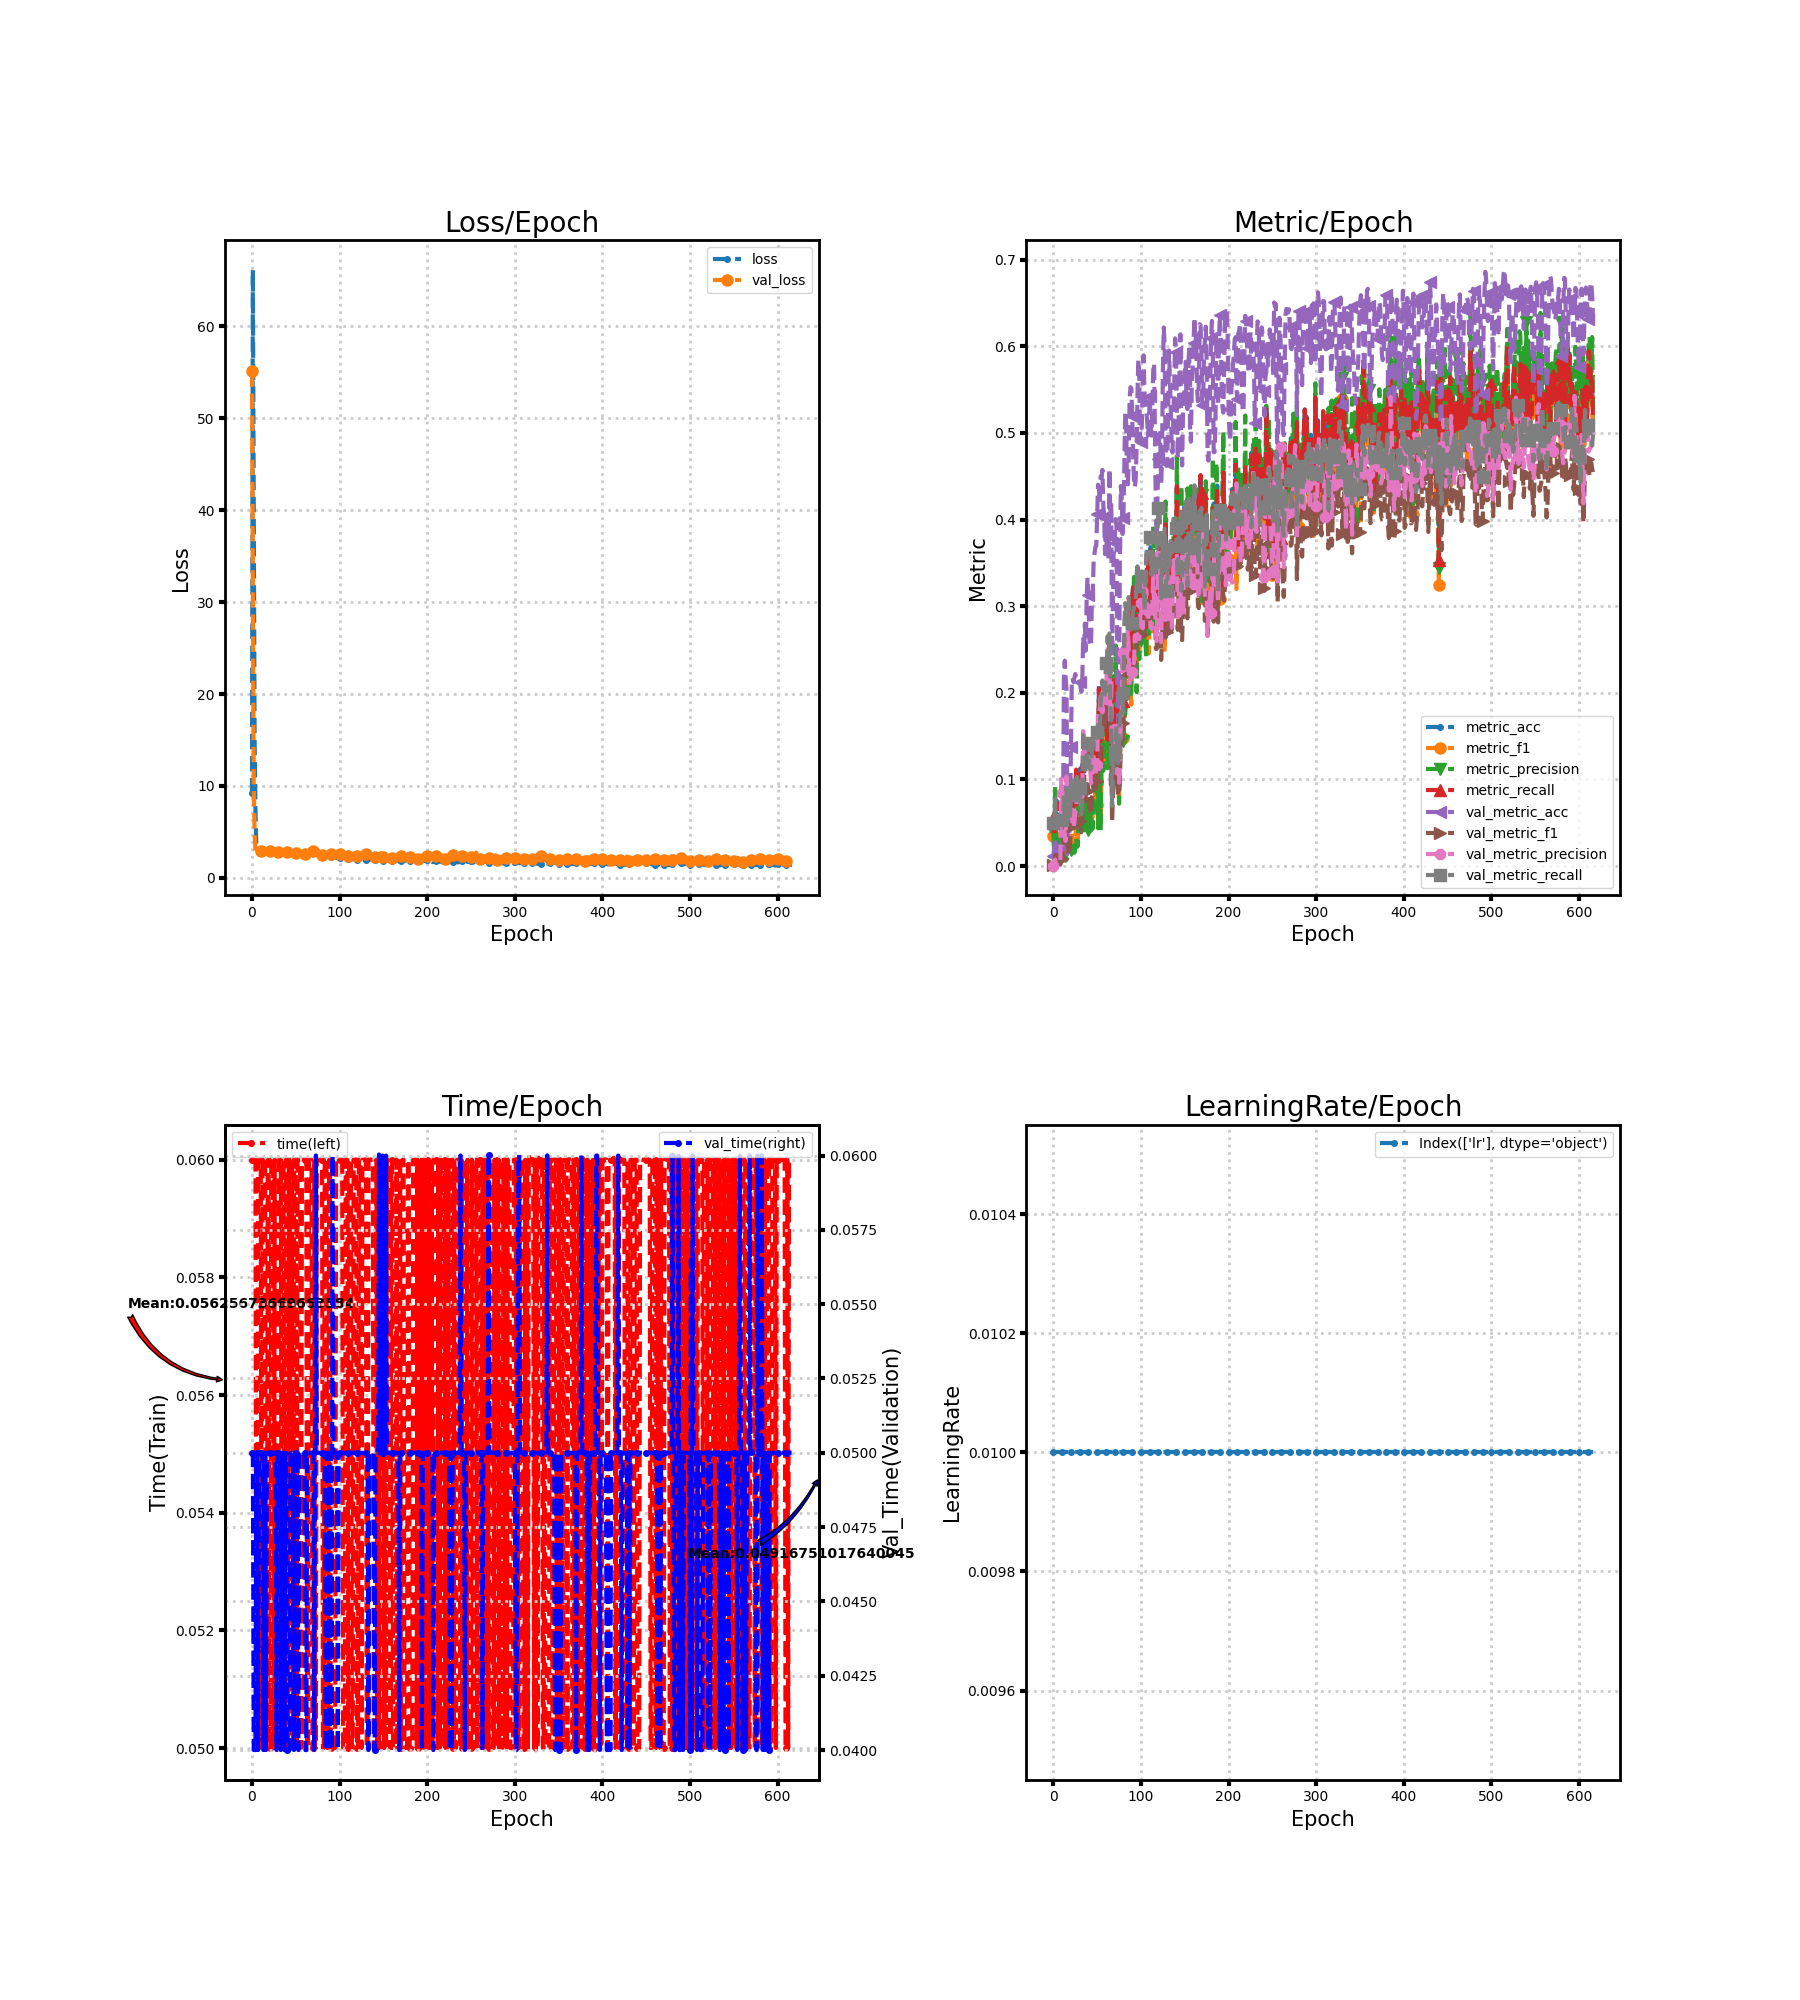 Loss/Epoch
Loss
60
50
40
30
20
10
0
0 100 200 300 400 500 600
Epoch
loss
val_loss
Metric/Epoch
Metric
0.7
0.6
0.5
0.4
0.3
0.2
0.1
0.0
0 100 200 300 400 500 600
Epoch
metric_acc
metric_f1
metric_precision
metric_recall
val_metric_acc
val_metric_f1
val_metric_precision
val_metric_recall
Time/Epoch
time(left)
val_time(right)
Time(Train)
0.060
0.058
0.056
0.054
0.052
0.050
Val_Time(Validation)
0.0600
0.0575
0.0550
0.0525
0.0500
0.0475
0.0450
0.0425
0.0400
Mean:0.04916751017640045
0 100 200 300 400 500 600
Epoch
LearningRate/Epoch
Index(['lr'], dtype='object')
LearningRate
0.0104
0.0102
0.0100
0.0098
0.0096
0 100 200 300 400 500 600
Epoch